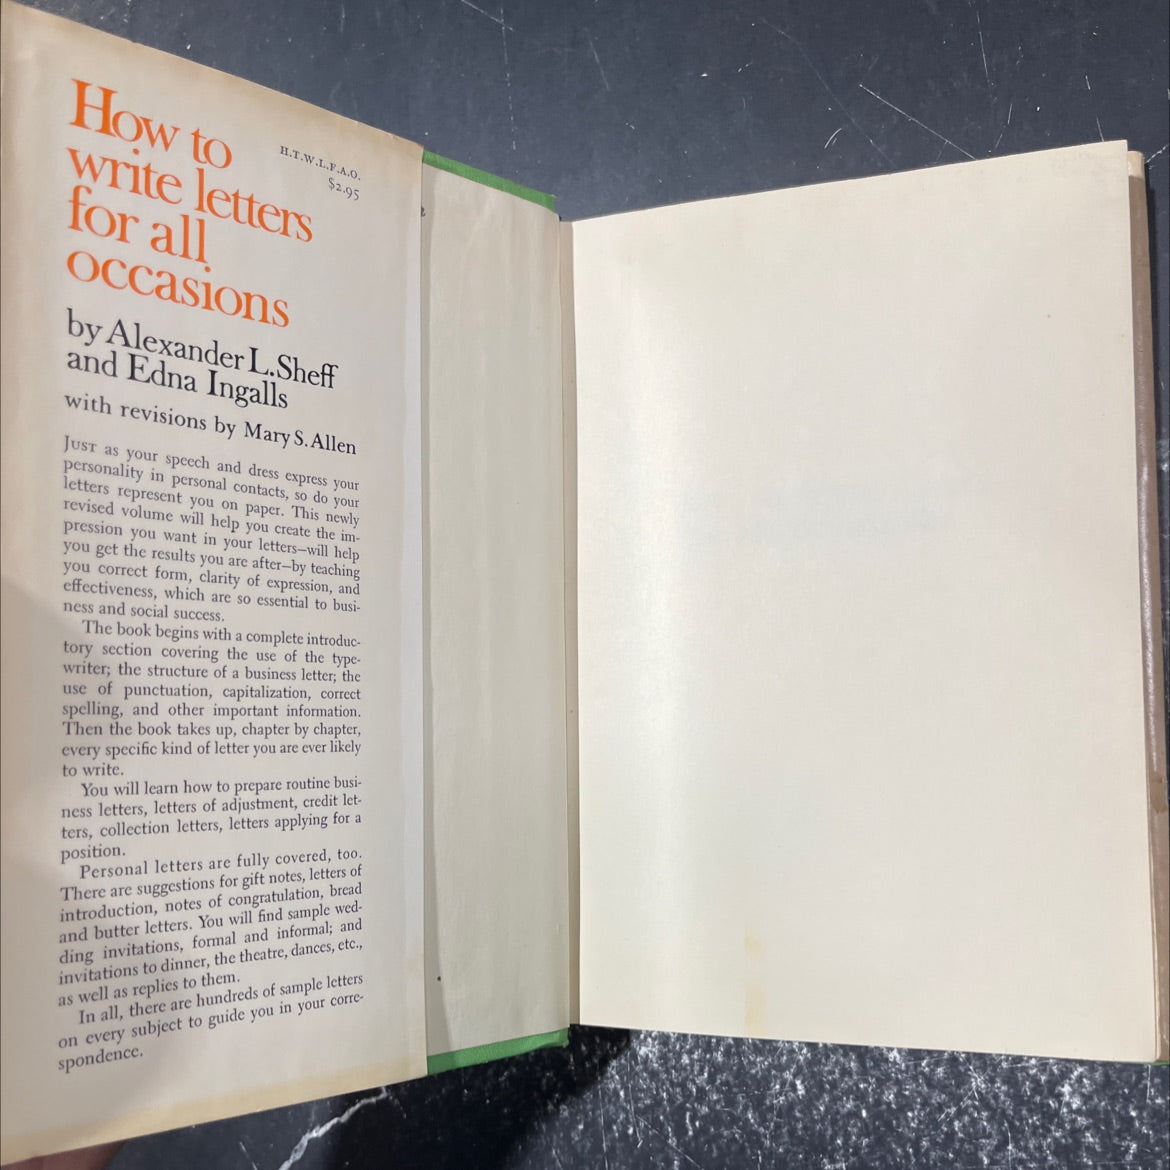 How to
write letters
for all
occasions
H.T.W.L.F.A.O.
$2.95
by Alexander L. Sheff
and Edna Ingalls
with revisions by Mary S. Allen
JUST as your speech and dress express your
personality in personal contacts, so do your
letters represent you on paper. This newly
revised volume will help you create the im-
pression you want in your letters—will help
you get the results you are after—by teaching
you correct form, clarity of expression, and
effectiveness, which are so essential to busi-
ness and social success.
The book begins with a complete introduc-
tory section covering the use of the type-
writer; the structure of a business letter; the
use of punctuation, capitalization, correct
spelling, and other important information.
Then the book takes up, chapter by chapter,
every specific kind of letter you are ever likely
to write.
You will learn how to prepare routine busi-
ness letters, letters of adjustment, credit let-
ters, collection letters, letters applying for a
position.
Personal letters are fully covered, too.
There are suggestions for gift notes, letters of
introduction, notes of congratulation, bread
and butter letters. You will find sample wed-
ding invitations, formal and informal; and
invitations to dinner, the theatre, dances, etc.,
as well as replies to them.
In all, there are hundreds of sample letters
on every subject to guide you in your corre-
spondence.